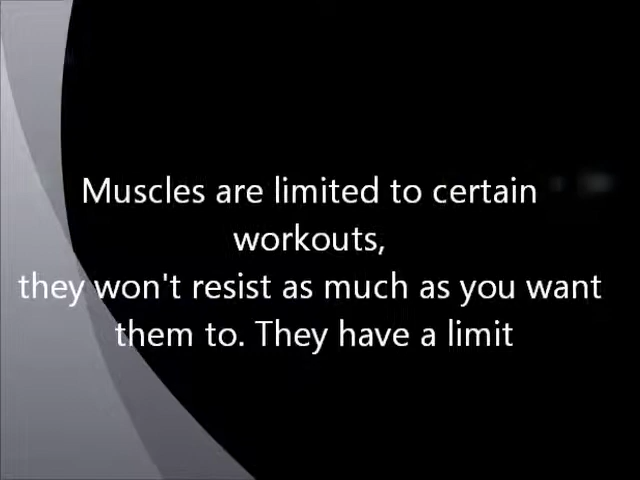 Muscles are limited to certain
workouts,
they won't resist as much as you want
them to. They have a limit